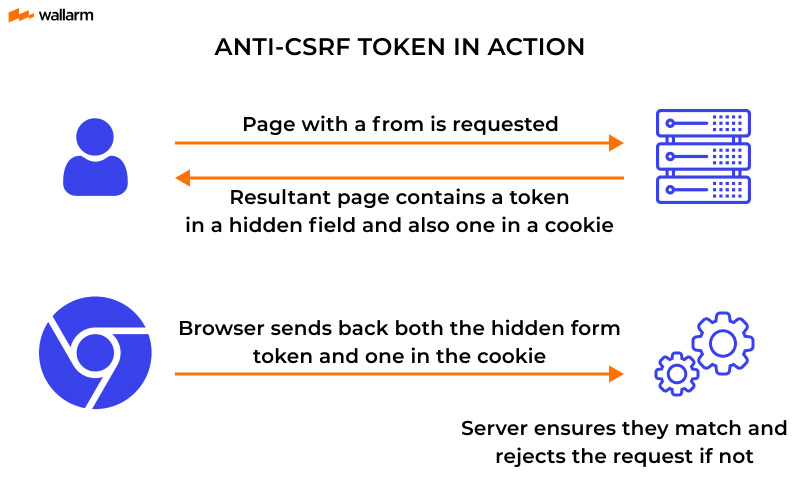 wallarm
ANTI-CSRF TOKEN IN ACTION
Page with a from is requested
Resultant page contains a token
in a hidden field and also one in a cookie
Browser sends back both the hidden form
token and one in the cookie
Server ensures they match and
rejects the request if not